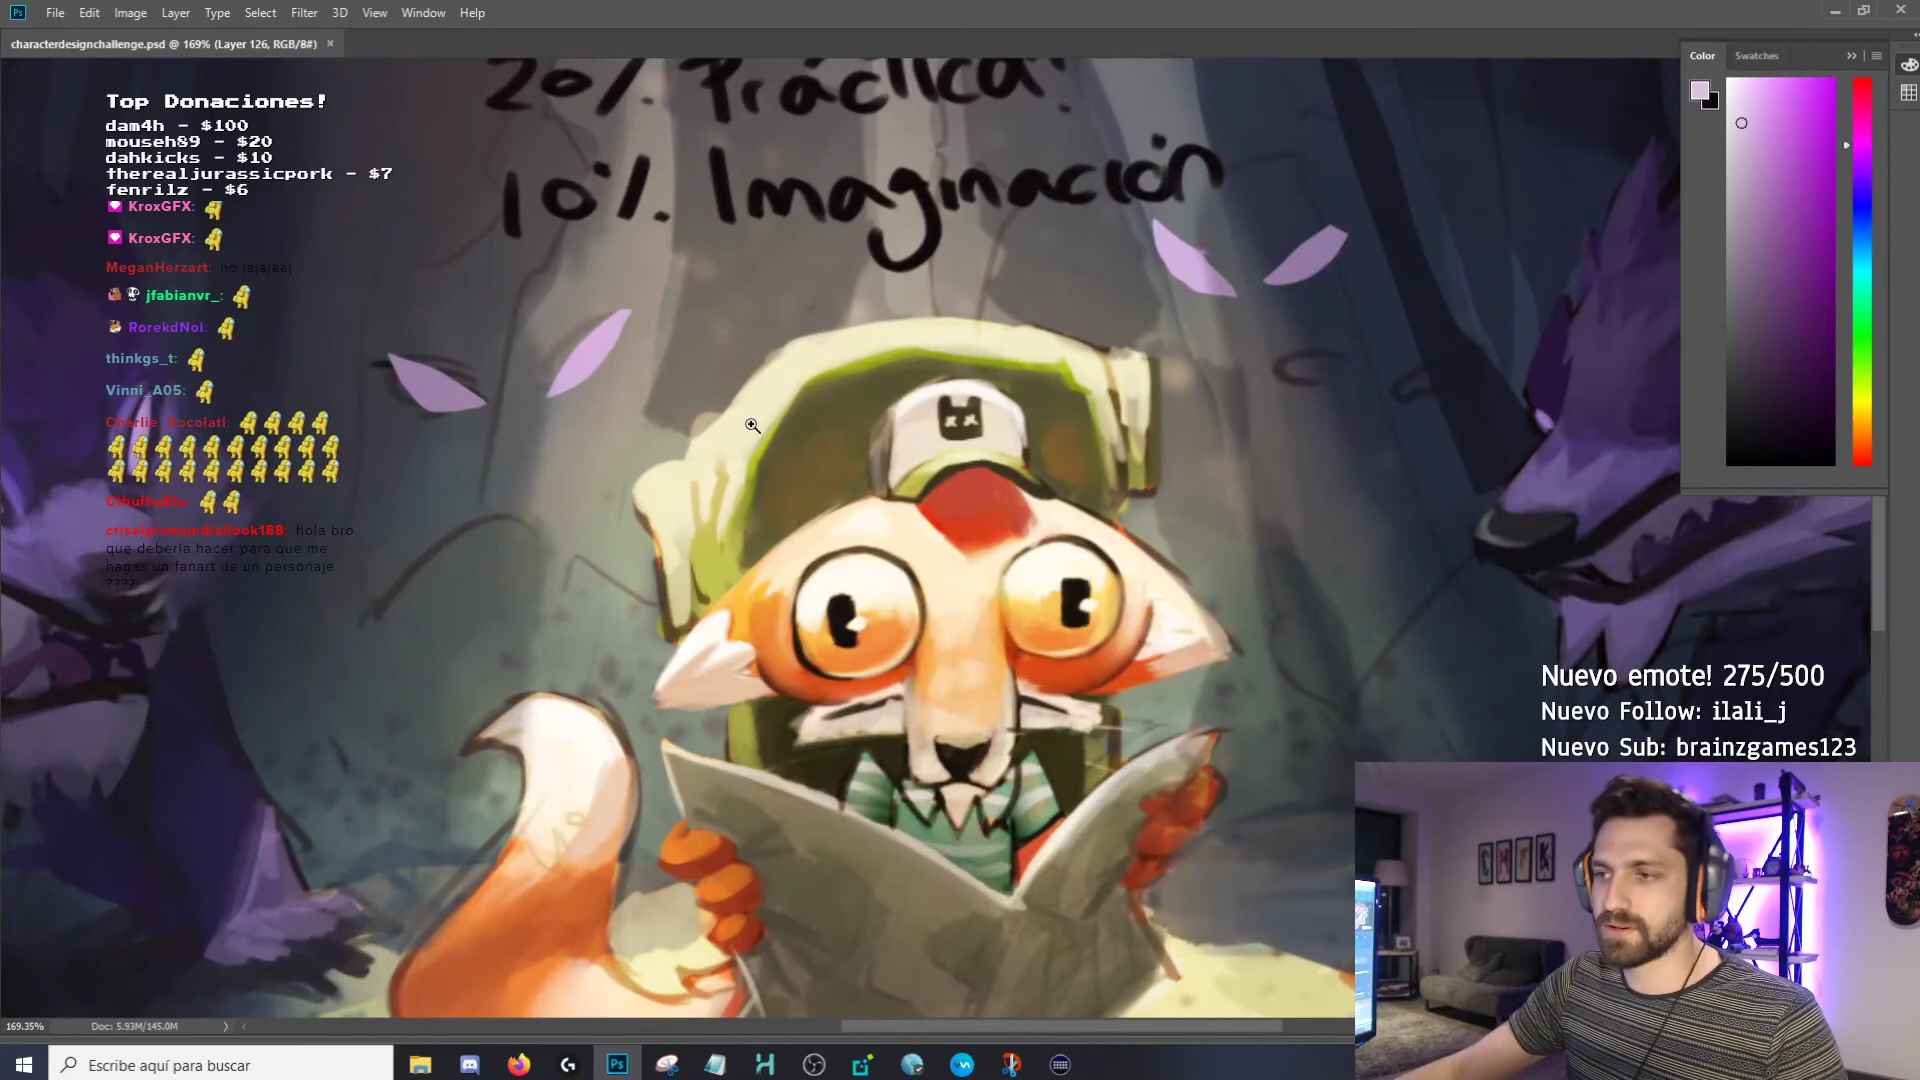 File Edit Image Layer Type Select Filter 3D View Window Help
characterdesignchallenge.psd @ 169% (Layer 126, RGB/8#)
Color Swatches
20%. Práctica!
10%. Imaginación
Top Donaciones!
dam4h - $100
mouseh89 - $20
dahkicks - $10
therealjurassicpork - $7
fenrilz - $6
KroxGFX:
KroxGFX:
MeganHerzart: no jajajaaj
jfabianvr_:
RorekdNol:
thinkgs_t:
Vinni_A05:
Charlie_Xocolatl:
criselpromundiallook188: hola bro
que deberia hacer para que me
hagas un fanart de un personaje
????
Nuevo emote! 275/500
Nuevo Follow: ilali_j
Nuevo Sub: brainzgames123
169.35% Doc: 5.93M/145.0M
Escribe aquí para buscar